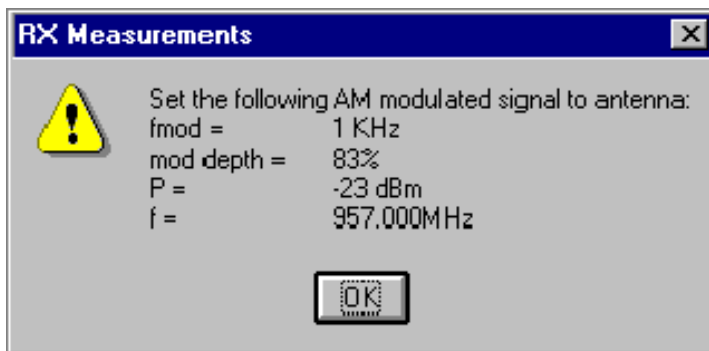 RX Measurements
Set the following AM modulated signal to antenna:
fmod = 1 KHz
mod depth = 83%
P = -23 dBm
f = 957.000MHz
OK